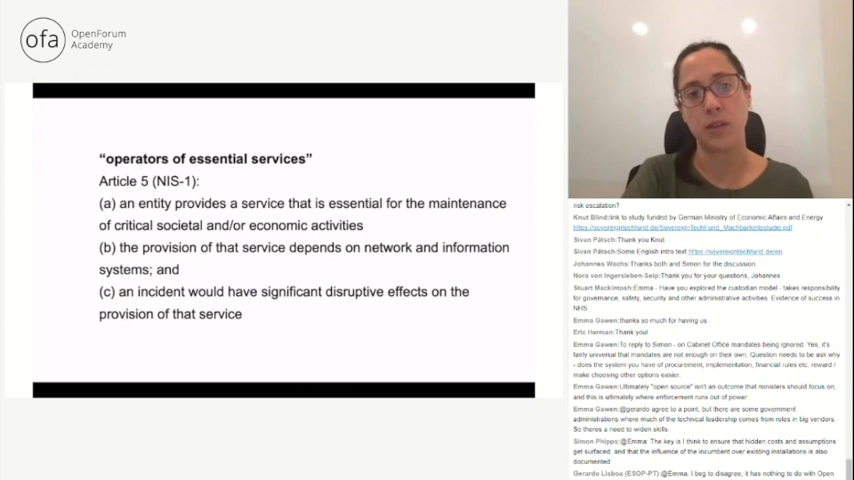 ofa
OpenForum
Academy
"operators of essential services"
Article 5 (NIS-1):
(a) an entity provides a service that is essential for the maintenance
of critical societal and/or economic activities
(b) the provision of that service depends on network and information
systems; and
(c) an incident would have significant disruptive effects on the
provision of that service
risk escalation?
Knut Blind:link to study funded by German Ministry of Economic Affairs and Energy
https://sovereigntechfund.de/SovereignTechFund_Machbarkeitsstudie.pdf
Sivan Pätsch:Thank you Knut
Sivan Pätsch:Some English intro text https://sovereigntechfund.de/en
Johannes Wachs:Thanks both and Simon for the discussion.
Nora von Ingersleben-Seip:Thank you for your questions, Johannes
Stuart Mackintosh:Emma - Have you explored the custodian model - takes responsibility
for governance, safety, security and other administrative activities. Evidence of success in
NHS
Emma Gawen:thanks so much for having us
Eric Herman:Thank you!
Emma Gawen:To reply to Simon - on Cabinet Office mandates being ignored. Yes, it's
fairly universal that mandates are not enough on their own. Question needs to be ask why
- does the system you have of procurement, implementation, financial rules etc. reward /
make choosing other options easier.
Emma Gawen:Ultimately "open source" isn't an outcome that ministers should focus on,
and this is ultimately where enforcement runs out of power
Emma Gawen:@gerardo agree to a point, but there are some government
administrations where much of the technical leadership comes from roles in big vendors.
So theres a need to widen skills
Simon Phipps:@Emma: The key is I think to ensure that hidden costs and assumptions
get surfaced, and that the influence of the incumbent over existing installations is also
documented
Gerardo Lisboa (ESOP-PT):@Emma, I beg to disagree, it has nothing to do with Open